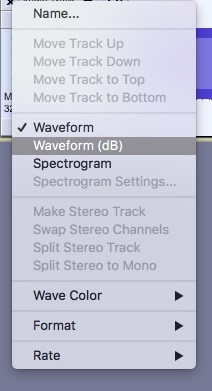 Name...
Move Track Up
Move Track Down
Move Track to Top
Move Track to Bottom
✓ Waveform
Waveform (dB)
Spectrogram
Spectrogram Settings...
Make Stereo Track
Swap Stereo Channels
Split Stereo Track
Split Stereo to Mono
Wave Color
Format
Rate